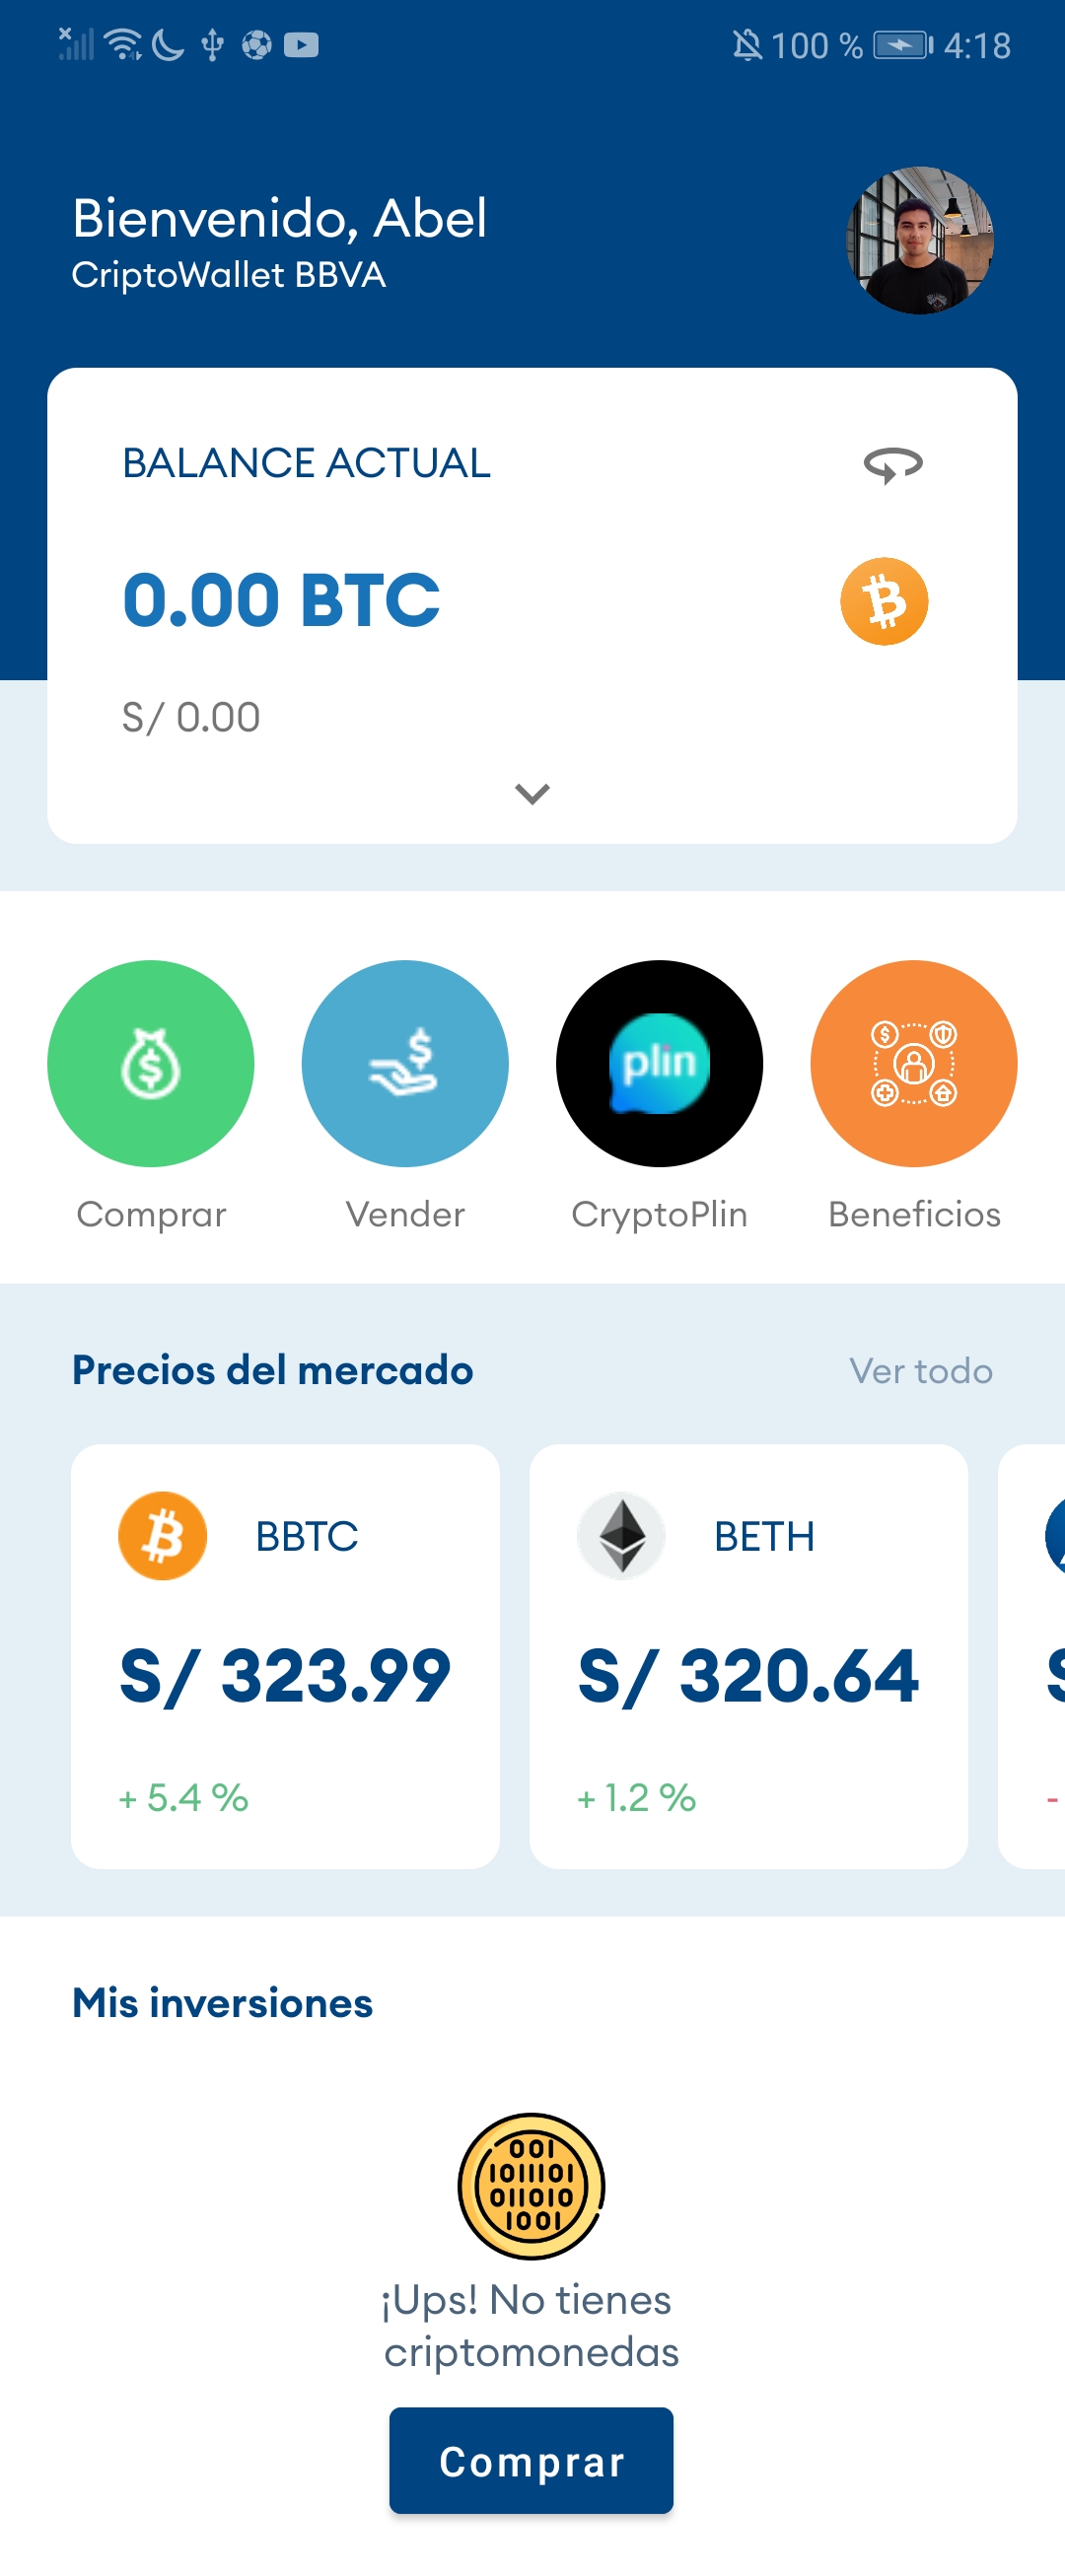 100 % 4:18
Bienvenido, Abel
CriptoWallet BBVA
BALANCE ACTUAL
0.00 BTC
S/ 0.00
plin
Comprar Vender CryptoPlin Beneficios
Precios del mercado Ver todo
BBTC BETH
S/ 323.99 S/ 320.64
+ 5.4 % + 1.2 % -
Mis inversiones
001
1011101
011010
1001
¡Ups! No tienes
criptomonedas
Comprar